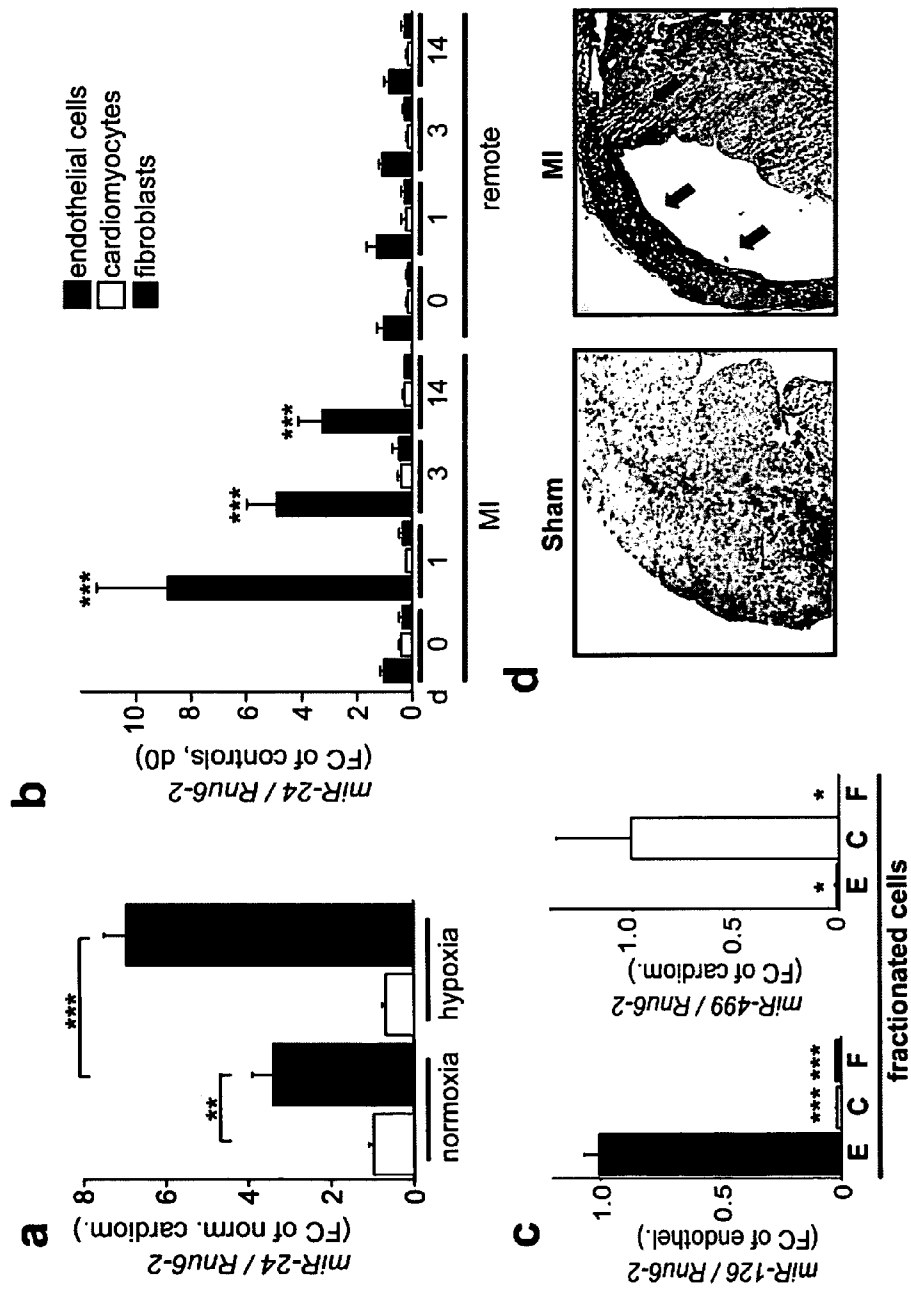 a
miR-24 / Rnu6-2
(FC of norm. cardiom.)
8
6
4
2
0
**
***
normoxia
hypoxia
b
miR-24 / Rnu6-2
(FC of controls, d0)
10
8
6
4
2
0
***
***
***
endothelial cells
cardiomyocytes
fibroblasts
d 0 1 3 14 0 1 3 14
MI
remote
c
miR-126 / Rnu6-2
(FC of endothel.)
1.0
0.5
0
*** ***
E C F
miR-499 / Rnu6-2
(FC of cardiom.)
1.0
0.5
0
* *
E C F
fractionated cells
d
Sham
MI